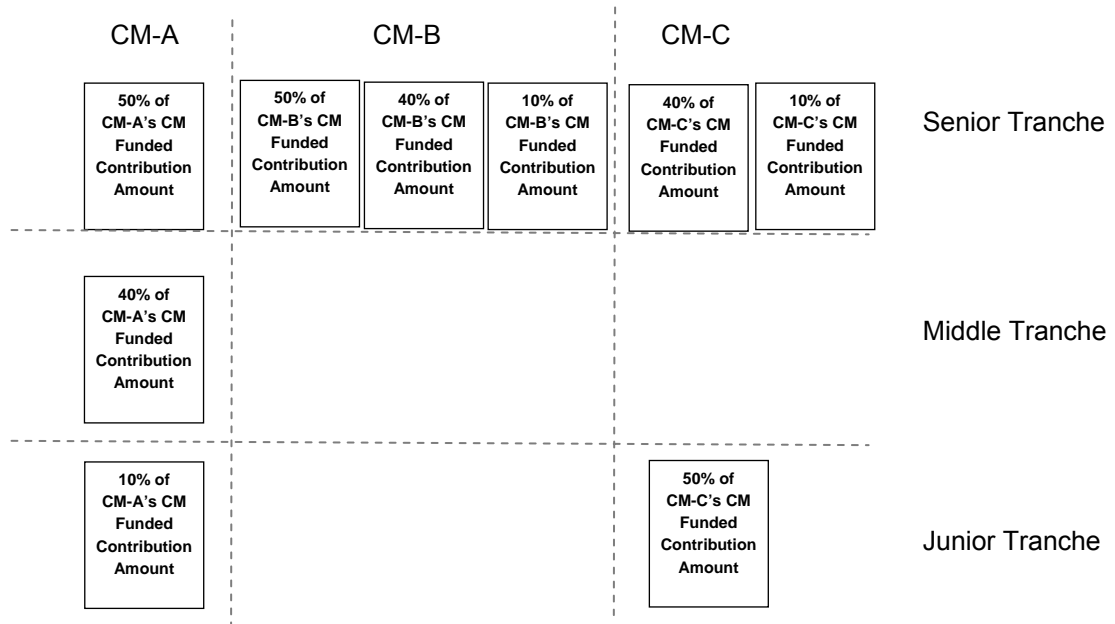 CM-A
CM-B
CM-C
50% of
CM-A's CM
Funded
Contribution
Amount
50% of
CM-B's CM
Funded
Contribution
Amount
40% of
CM-B's CM
Funded
Contribution
Amount
10% of
CM-B's CM
Funded
Contribution
Amount
40% of
CM-C's CM
Funded
Contribution
Amount
10% of
CM-C's CM
Funded
Contribution
Amount
Senior Tranche
40% of
CM-A's CM
Funded
Contribution
Amount
Middle Tranche
10% of
CM-A's CM
Funded
Contribution
Amount
50% of
CM-C's CM
Funded
Contribution
Amount
Junior Tranche